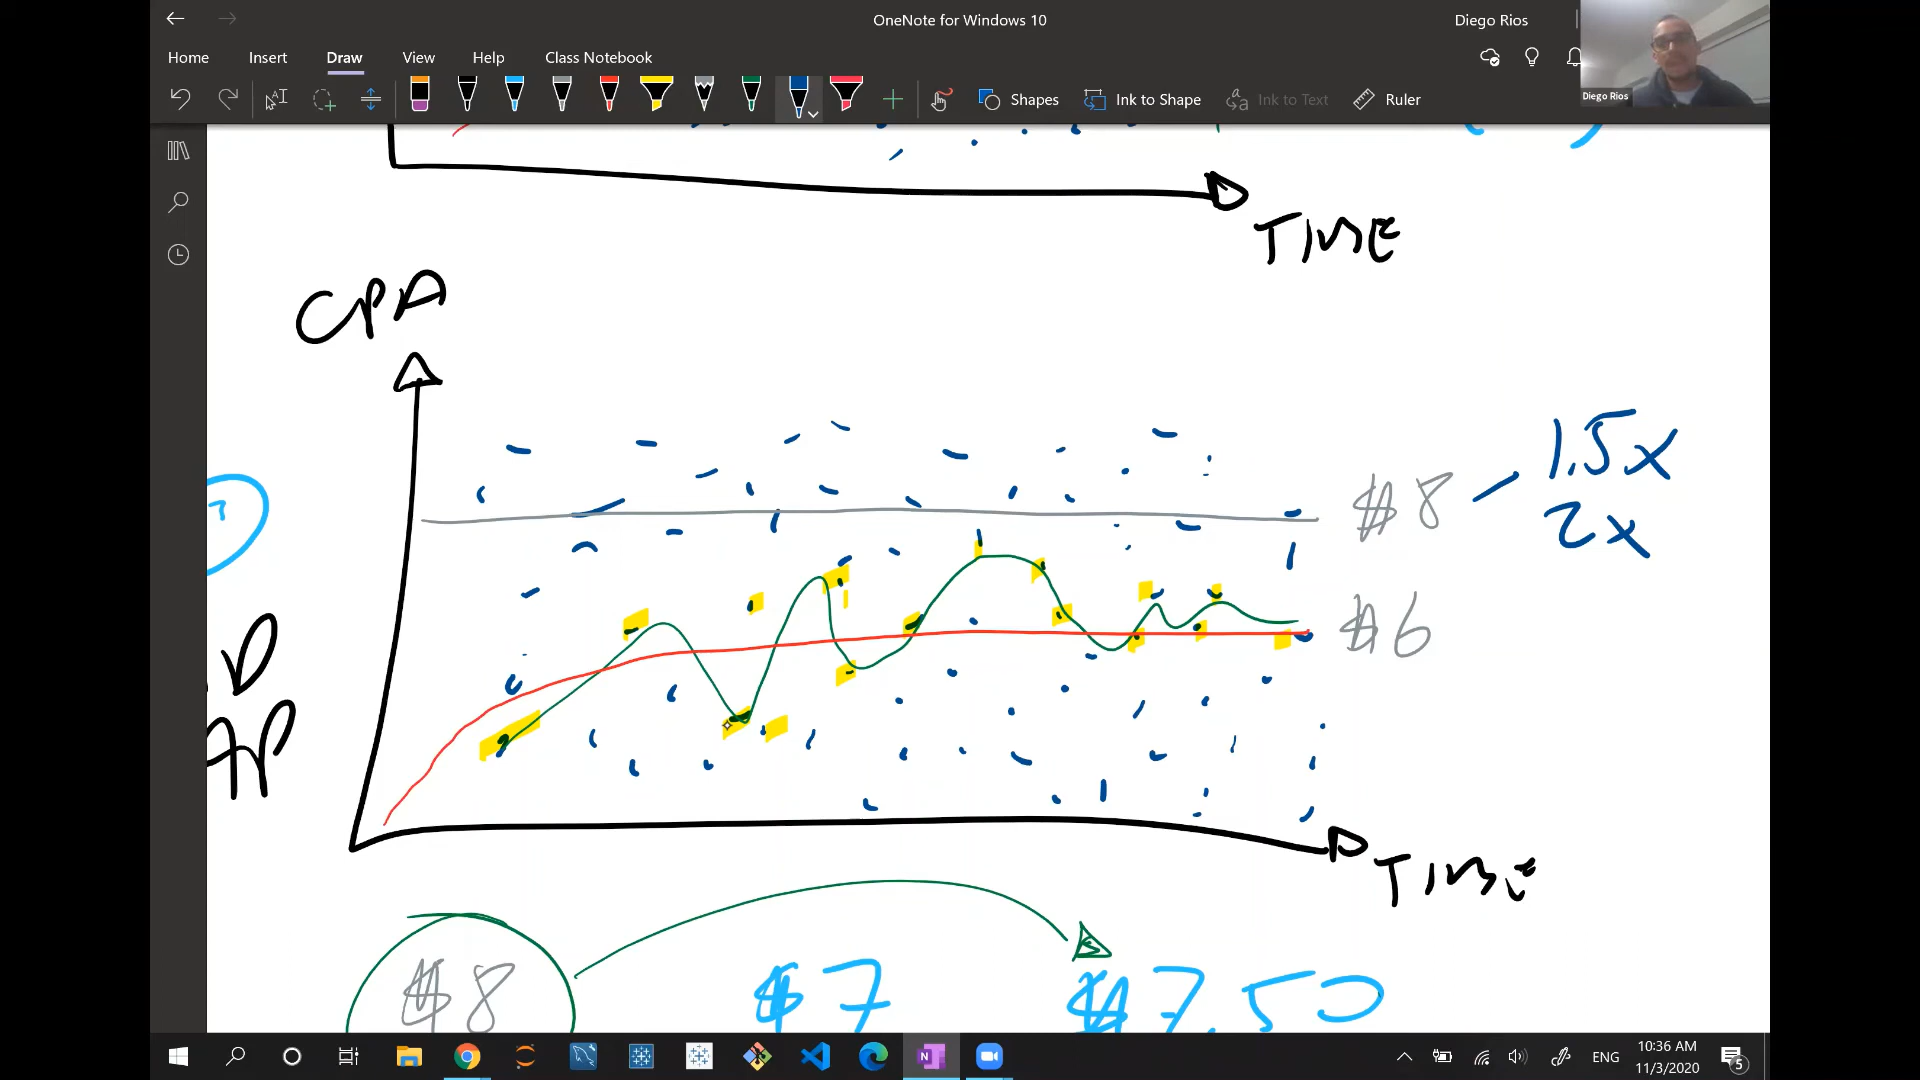 OneNote for Windows 10
Diego Rios
Home Insert Draw View Help Class Notebook
Shapes Ink to Shape Ink to Text Ruler
Diego Rios
TIME
CPA
1.5x
$8
2x
$6
D
AP
TIME
$8 $7 $7.50
ENG
10:36 AM
11/3/2020
5